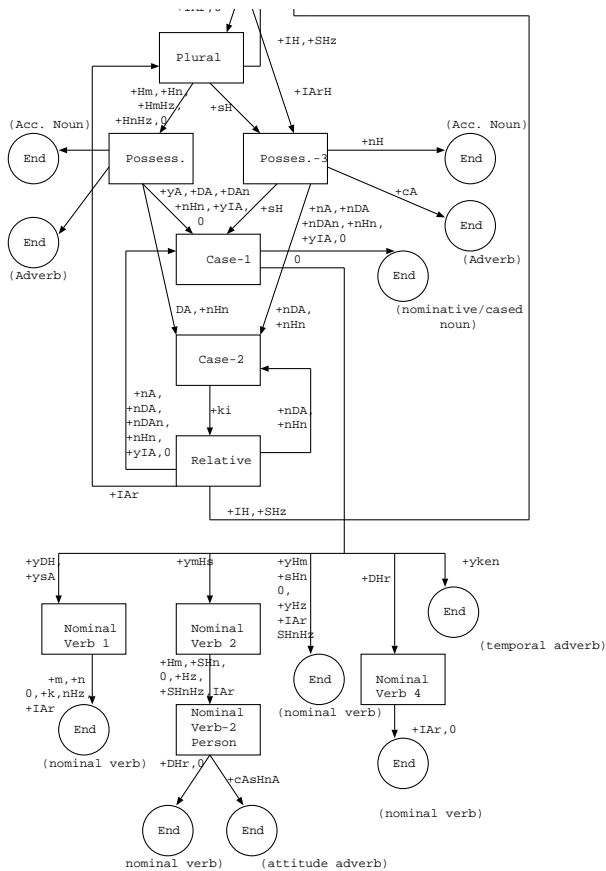 +IAr,0
+IH,+SHz
Plural
+Hm,+Hn,
+HmHz,
+HnHz,0
+sH
+IArH
(Acc. Noun)
(Acc. Noun)
End
Possess.
Posses.-3
+nH
End
+cA
+yA,+DA,+DAn
+nHn,+yIA,
0
+sH
+nA,+nDA
+nDAn,+nHn,
+yIA,0
End
(Adverb)
End
(Adverb)
Case-1
0
End
(nominative/cased
noun)
DA,+nHn
+nDA,
+nHn
Case-2
+nA,
+nDA,
+nDAn,
+nHn,
+yIA,0
+ki
+nDA,
+nHn
Relative
+IAr
+IH,+SHz
+yDH,
+ysA
+ymHs
+yHm
+sHn
0,
+yHz
+IAr
SHnHz
+DHr
+yken
End
(temporal adverb)
Nominal
Verb 1
Nominal
Verb 2
+m,+n
0,+k,nHz,
+IAr
+Hm,+SHn,
0,+Hz,
+SHnHz,IAr
End
(nominal verb)
Nominal
Verb 4
End
(nominal verb)
Nominal
Verb-2
Person
+IAr,0
End
(nominal verb)
+DHr,0
+cAsHnA
End
End
nominal verb)
(attitude adverb)